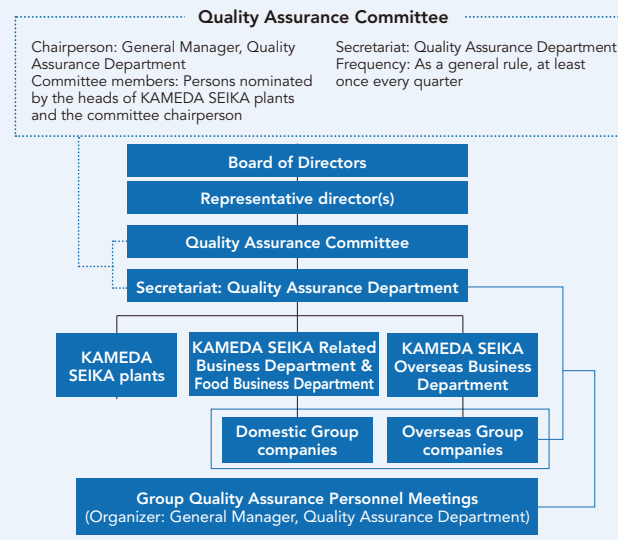 Quality Assurance Committee
Chairperson: General Manager, Quality
Assurance Department
Committee members: Persons nominated
by the heads of KAMEDA SEIKA plants
and the committee chairperson
Secretariat: Quality Assurance Department
Frequency: As a general rule, at least
once every quarter
Board of Directors
Representative director(s)
Quality Assurance Committee
Secretariat: Quality Assurance Department
KAMEDA
SEIKA plants
KAMEDA SEIKA Related
Business Department &
Food Business Department
KAMEDA SEIKA
Overseas Business
Department
Domestic Group
companies
Overseas Group
companies
Group Quality Assurance Personnel Meetings
(Organizer: General Manager, Quality Assurance Department)